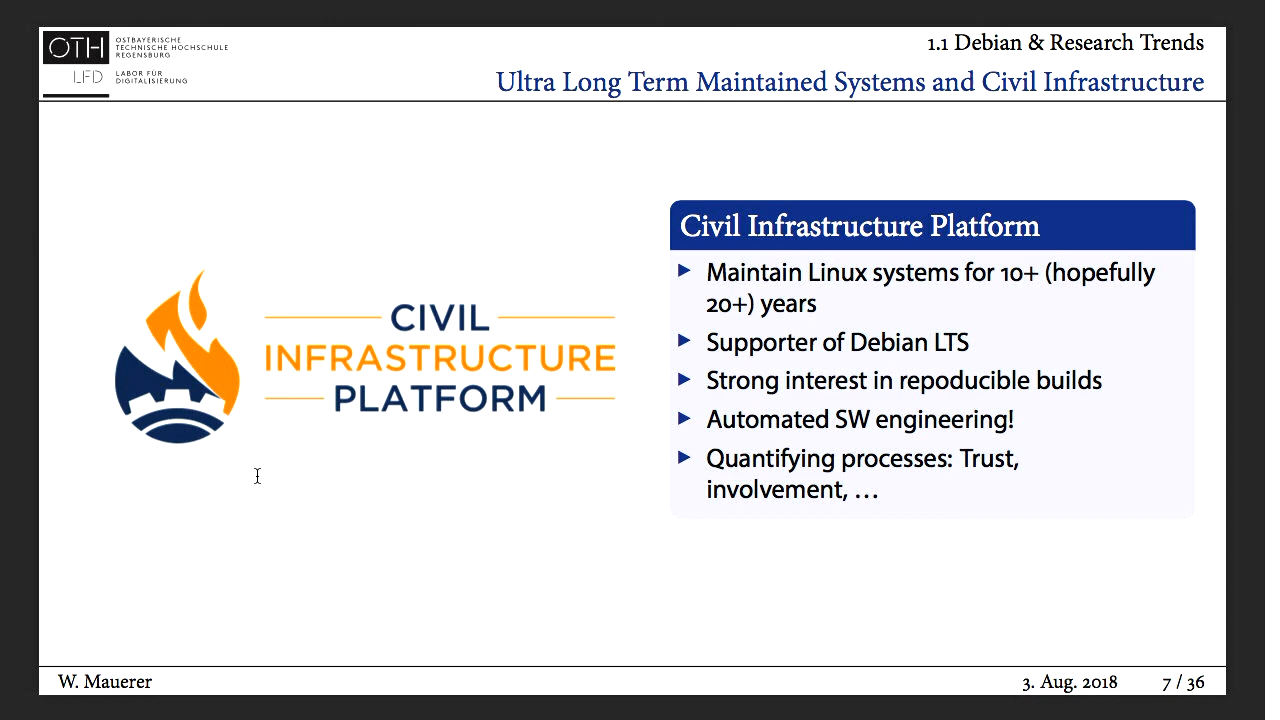 OTH
OSTBAYERISCHE
TECHNISCHE HOCHSCHULE
REGENSBURG
LFD
LABOR FÜR
DIGITALISIERUNG
1.1 Debian & Research Trends
Ultra Long Term Maintained Systems and Civil Infrastructure
CIVIL
INFRASTRUCTURE
PLATFORM
Civil Infrastructure Platform
Maintain Linux systems for 10+ (hopefully
20+) years
Supporter of Debian LTS
Strong interest in repoducible builds
Automated SW engineering!
Quantifying processes: Trust,
involvement, …
W. Mauerer
3. Aug. 2018
7 / 36